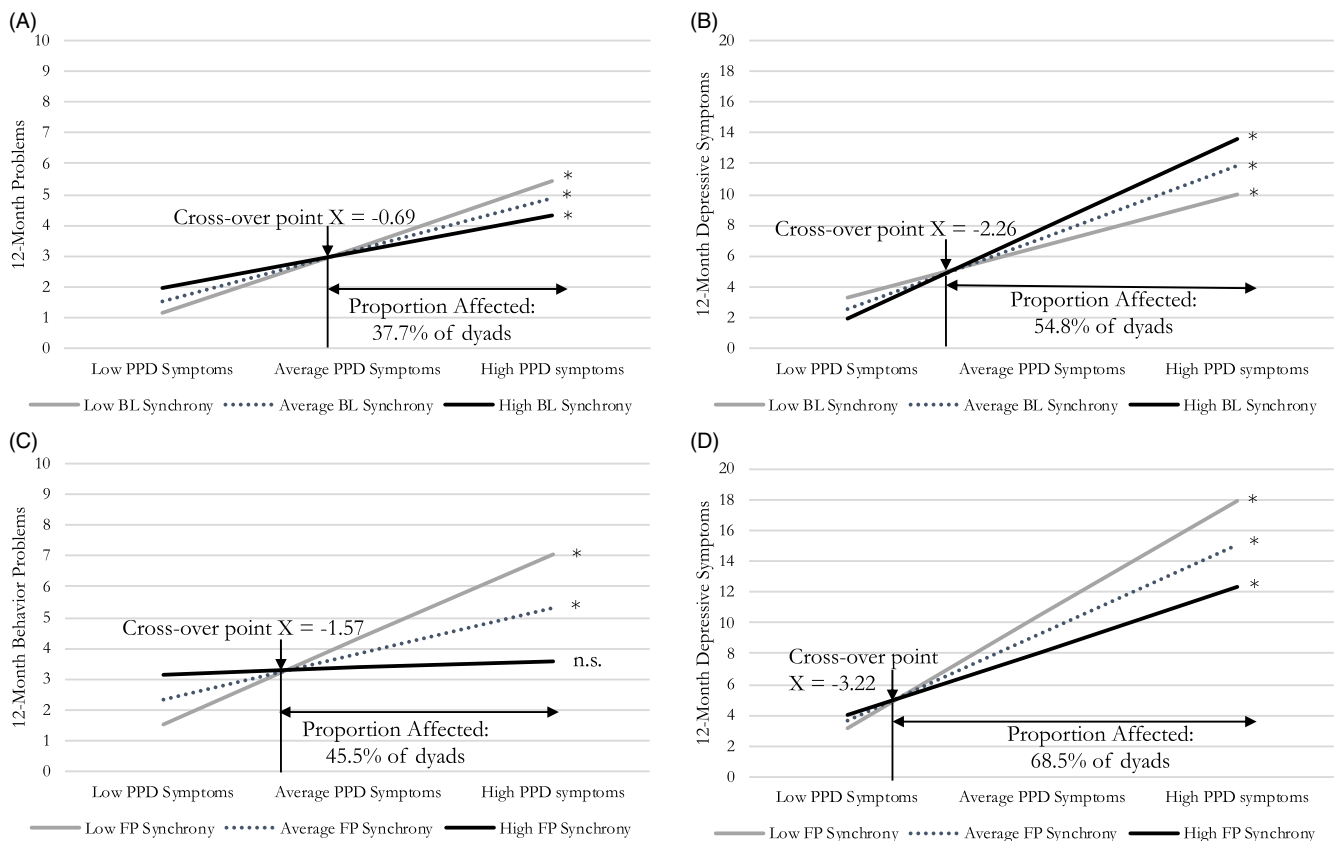 (A)
10
9
8
7
6
5
4
3
2
1
0
12-Month Problems
Cross-over point X = -0.69
*
*
*
Proportion Affected:
37.7% of dyads
Low PPD Symptoms Average PPD Symptoms High PPD symptoms
Low BL Synchrony Average BL Synchrony High BL Synchrony
(B)
20
18
16
14
12
10
8
6
4
2
0
12-Month Depressive Symptoms
Cross-over point X = -2.26
*
*
*
Proportion Affected:
54.8% of dyads
Low PPD Symptoms Average PPD Symptoms High PPD symptoms
Low BL Synchrony Average BL Synchrony High BL Synchrony
(C)
10
9
8
7
6
5
4
3
2
1
0
12-Month Behavior Problems
Cross-over point X = -1.57
*
*
n.s.
Proportion Affected:
45.5% of dyads
Low PPD Symptoms Average PPD Symptoms High PPD symptoms
Low FP Synchrony Average FP Synchrony High FP Synchrony
(D)
20
18
16
14
12
10
8
6
4
2
0
12-Month Depressive Symptoms
Cross-over point
X = -3.22
*
*
*
Proportion Affected:
68.5% of dyads
Low PPD Symptoms Average PPD Symptoms High PPD symptoms
Low FP Synchrony Average FP Synchrony High FP Synchrony